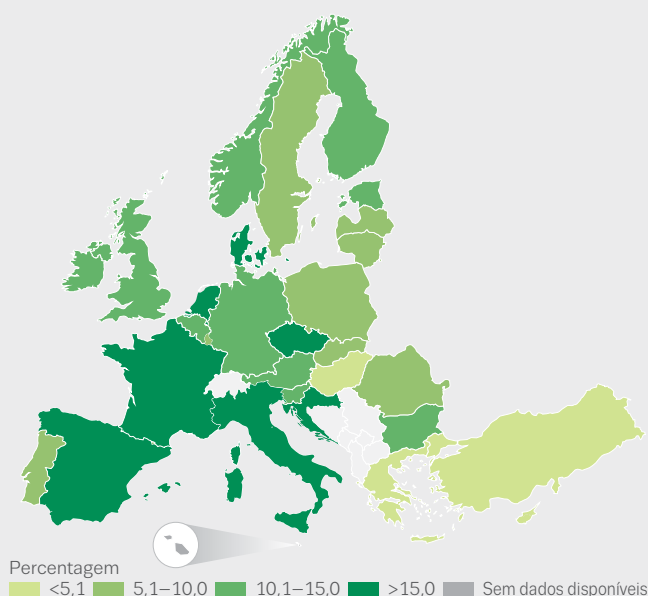 Percentagem
<5,1 5,1–10,0 10,1–15,0 >15,0 Sem dados disponíveis